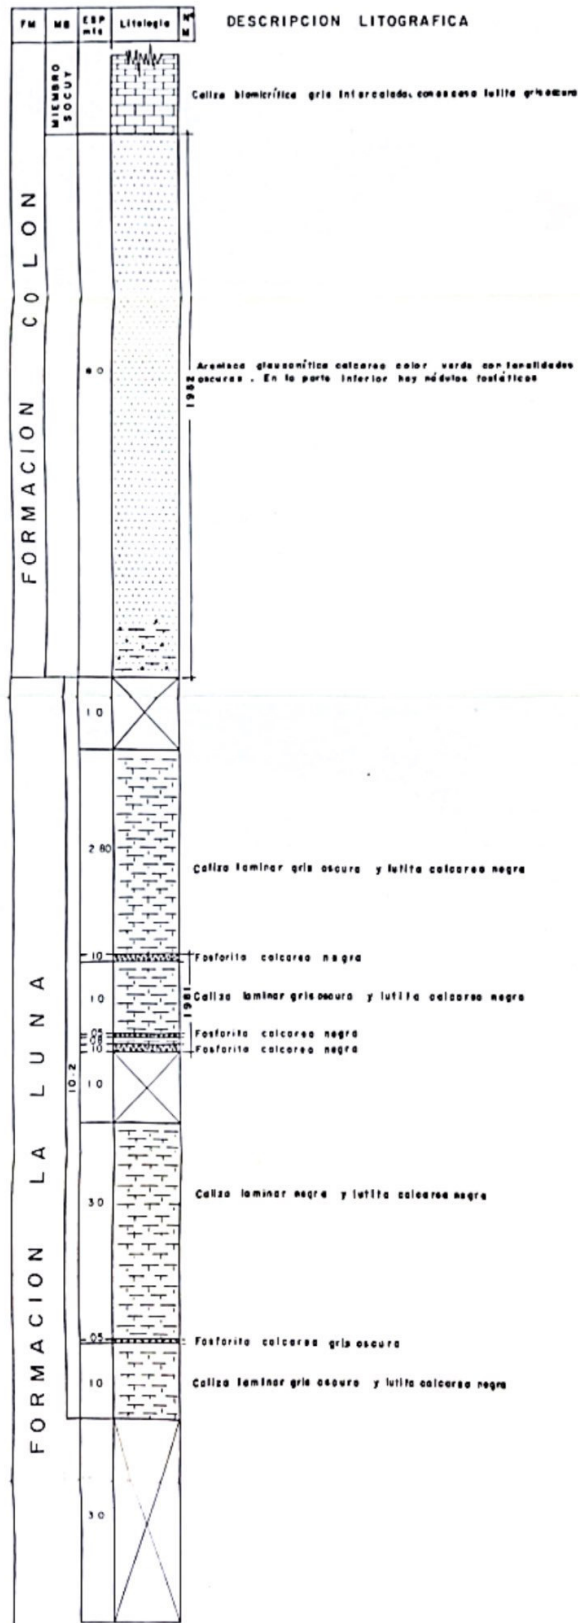 FM MB ESP mts Litologia Nº M DESCRIPCION LITOGRAFICA
MIEMBRO SOCUY
Caliza biomicrítica gris intercalada con escasa lutita gris oscura
FORMACION COLON
8 0
1982
Arenisca glauconítica calcarea color verde con tonalidades
oscuras . En la parte inferior hay nódulos fosfáticos
FORMACION LA LUNA
10.2
1 0
2 80
Caliza laminar gris oscura y lutita calcarea negra
.10 Fosforita calcarea negra
1981
1 0 Caliza laminar gris oscura y lutita calcarea negra
.05 Fosforita calcarea negra
.10 Fosforita calcarea negra
1 0
3 0 Caliza laminar negra y lutita calcarea negra
.05 Fosforita calcarea gris oscura
1 0 Caliza laminar gris oscura y lutita calcarea negra
3 0